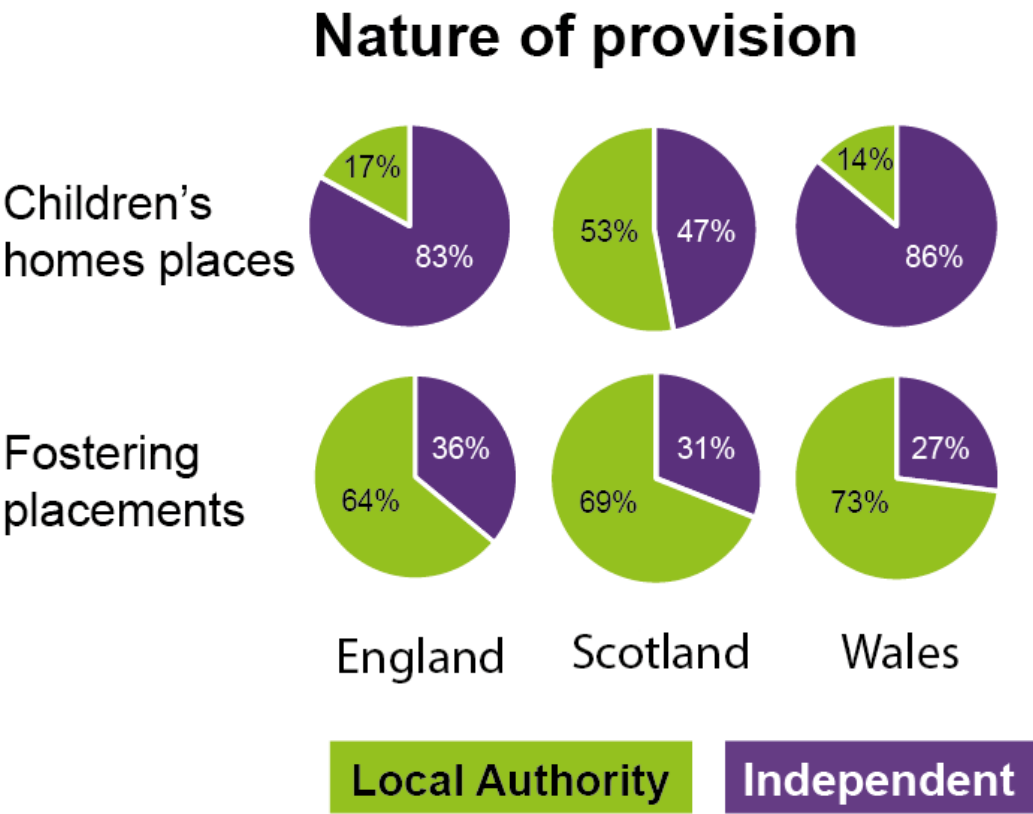 Nature of provision
Children’s
homes places
17%
83%
53%
47%
14%
86%
Fostering
placements
36%
64%
31%
69%
27%
73%
England
Scotland
Wales
Local Authority
Independent